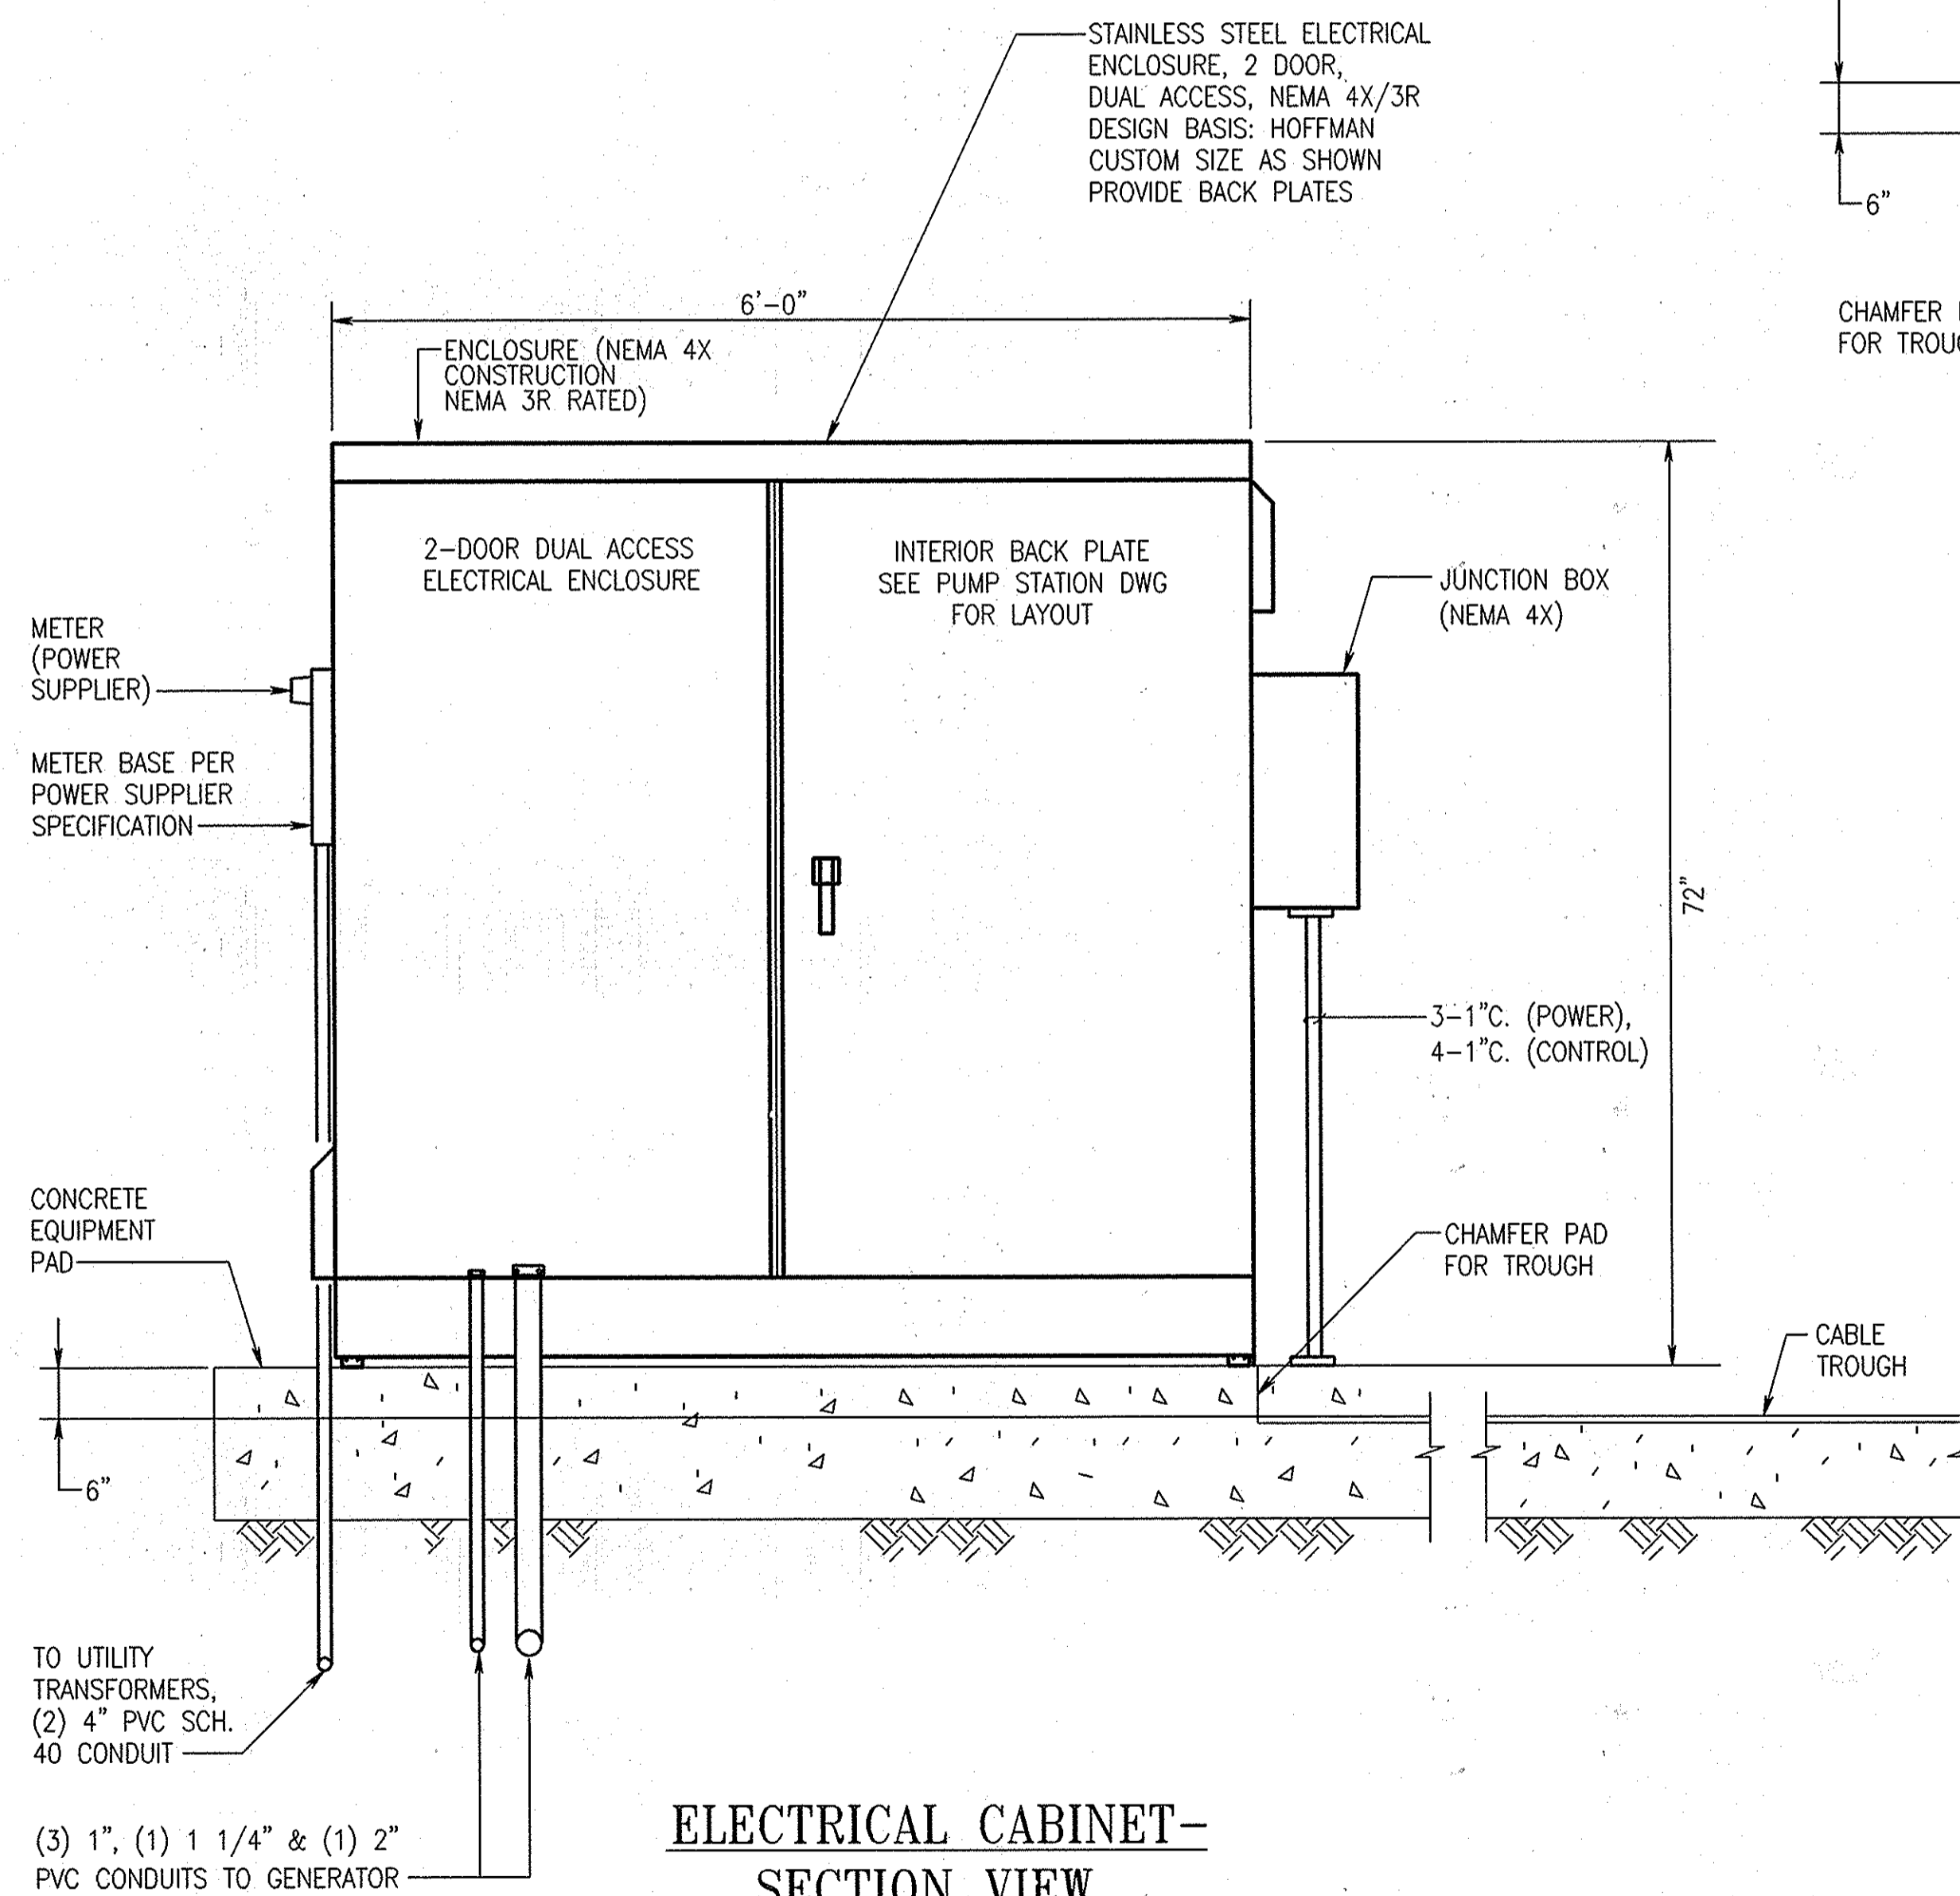 STAINLESS STEEL ELECTRICAL
ENCLOSURE, 2 DOOR,
DUAL ACCESS, NEMA 4X/3R
DESIGN BASIS: HOFFMAN
CUSTOM SIZE AS SHOWN
PROVIDE BACK PLATES
6"
CHAMFER
FOR
6'-0"
ENCLOSURE (NEMA 4X
CONSTRUCTION
NEMA 3R RATED)
2-DOOR DUAL ACCESS
ELECTRICAL ENCLOSURE
INTERIOR BACK PLATE
SEE PUMP STATION DWG
FOR LAYOUT
JUNCTION BOX
(NEMA 4X)
METER
(POWER
SUPPLIER)
METER BASE PER
POWER SUPPLIER
SPECIFICATION
72"
3-1"C. (POWER),
4-1"C. (CONTROL)
CONCRETE
EQUIPMENT
PAD
CHAMFER PAD
FOR TROUGH
CABLE
TROUGH
6"
TO UTILITY
TRANSFORMERS,
(2) 4" PVC SCH.
40 CONDUIT
(3) 1", (1) 1 1/4" & (1) 2"
PVC CONDUITS TO GENERATOR
ELECTRICAL CABINET-
SECTION VIEW